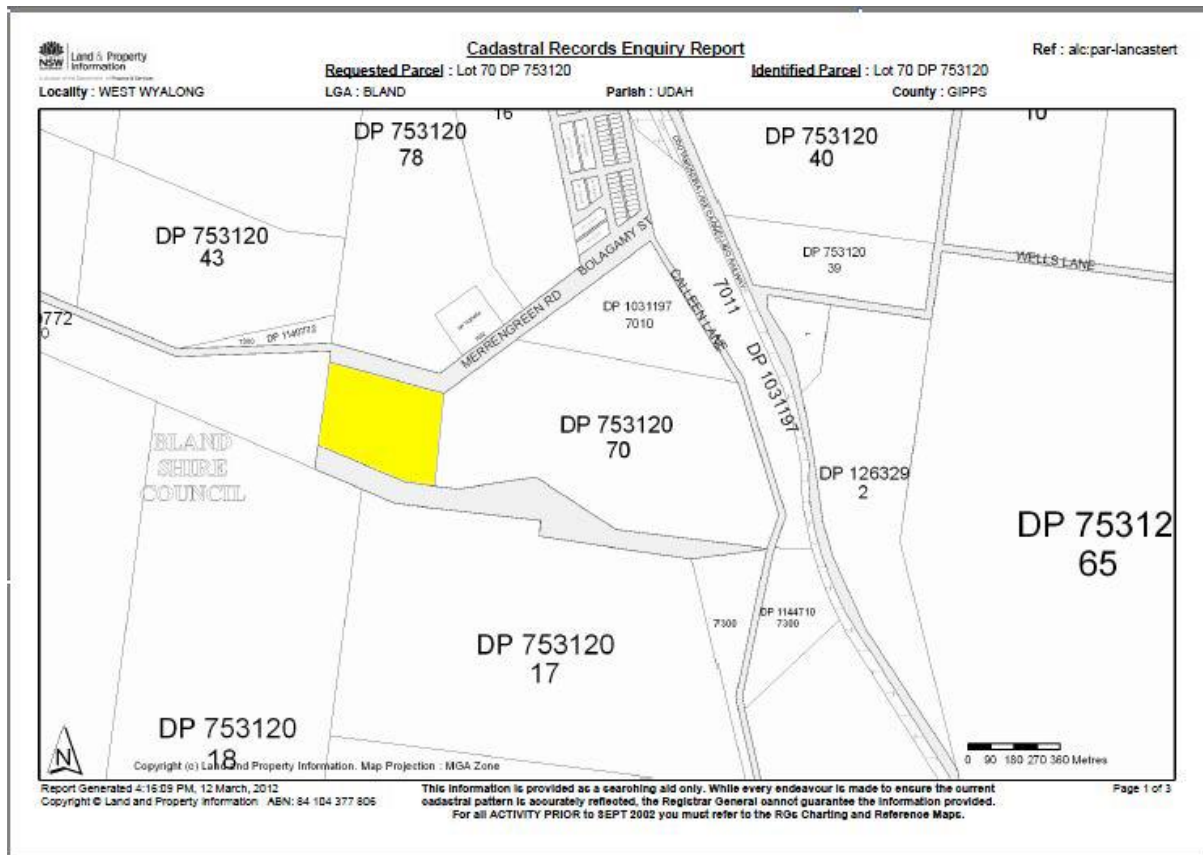 NSW
Land & Property
Information
Cadastral Records Enquiry Report
Ref : alc:par-lancastert
Requested Parcel : Lot 70 DP 753120
Identified Parcel : Lot 70 DP 753120
Locality : WEST WYALONG
LGA : BLAND
Parish : UDAH
County : GIPPS
16
10
DP 753120
78
DP 753120
40
DP 753120
43
BOLAGAMY ST
DP 753120
39
WELLS LANE
7011
CALLEEN LANE
DP 1031197
7010
MERRENGREEN RD
DP 1140772
DP 1031197
DP 753120
70
BLAND
SHIRE
COUNCIL
DP 126329
2
DP 75312
65
DP 1144710
7300
7300
DP 753120
17
DP 753120
18
N
Copyright (c) Land and Property Information. Map Projection : MGA Zone
0 90 180 270 360 Metres
Report Generated 4:16:09 PM, 12 March, 2012
Copyright © Land and Property Information ABN: 84 104 377 806
This information is provided as a searching aid only. While every endeavour is made to ensure the current
cadastral pattern is accurately reflected, the Registrar General cannot guarantee the information provided.
For all ACTIVITY PRIOR to SEPT 2002 you must refer to the RGs Charting and Reference Maps.
Page 1 of 3